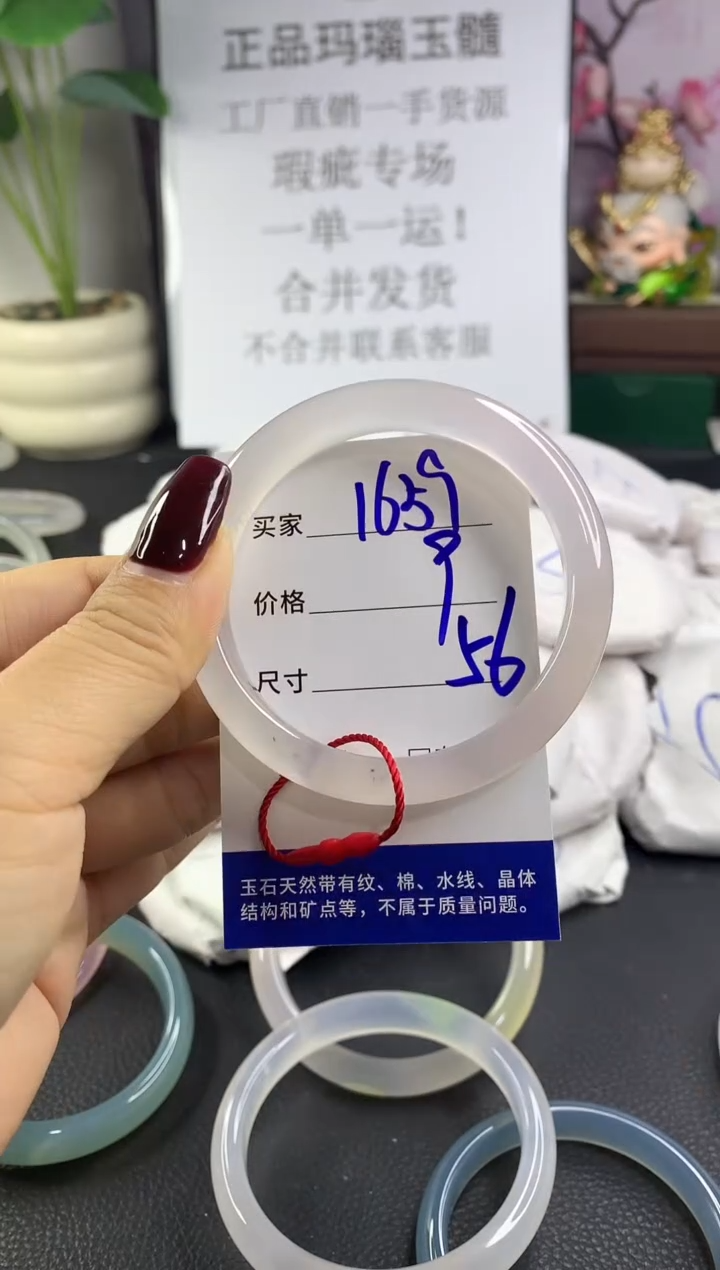 正品玛瑙玉髓
工厂直销一手货源
瑕疵专场
一单一运！
合并发货
不合并联系客服
买家 1659
价格 9
尺寸 56
玉石天然带有纹、棉、水线、晶体
结构和矿点等，不属于质量问题。